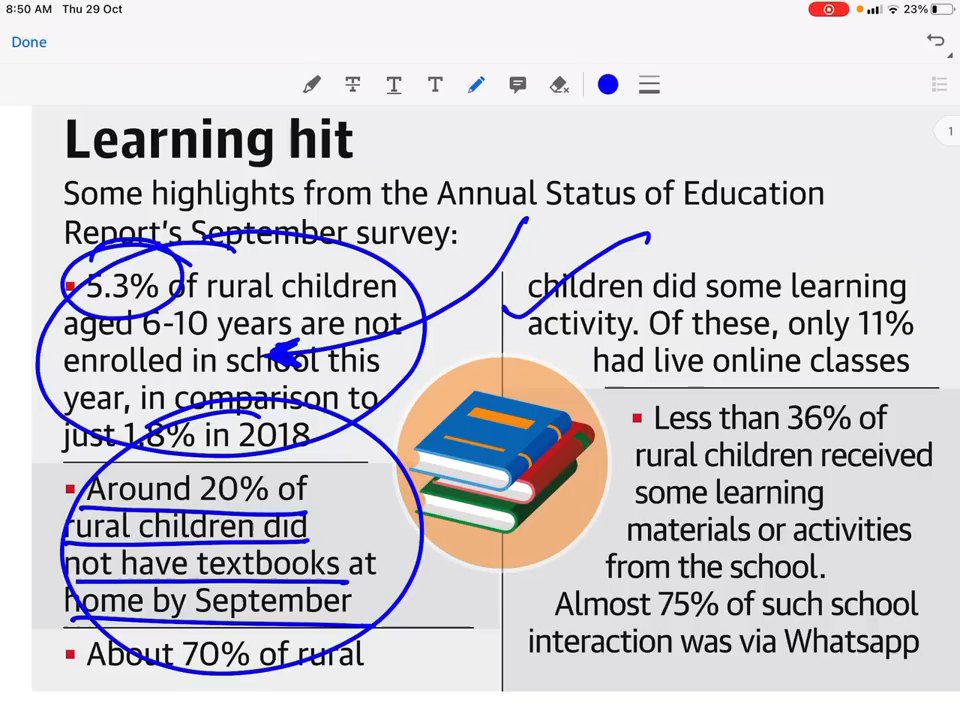 8:50 AM Thu 29 Oct
23%
Done
T
T
T
1
Learning hit
Some highlights from the Annual Status of Education
Report's September survey:
▪ 5.3% of rural children
aged 6-10 years are not
enrolled in school this
year, in comparison to
just 1.8% in 2018
▪ Around 20% of
rural children did
not have textbooks at
home by September
▪ About 70% of rural
children did some learning
activity. Of these, only 11%
had live online classes
▪ Less than 36% of
rural children received
some learning
materials or activities
from the school.
Almost 75% of such school
interaction was via Whatsapp